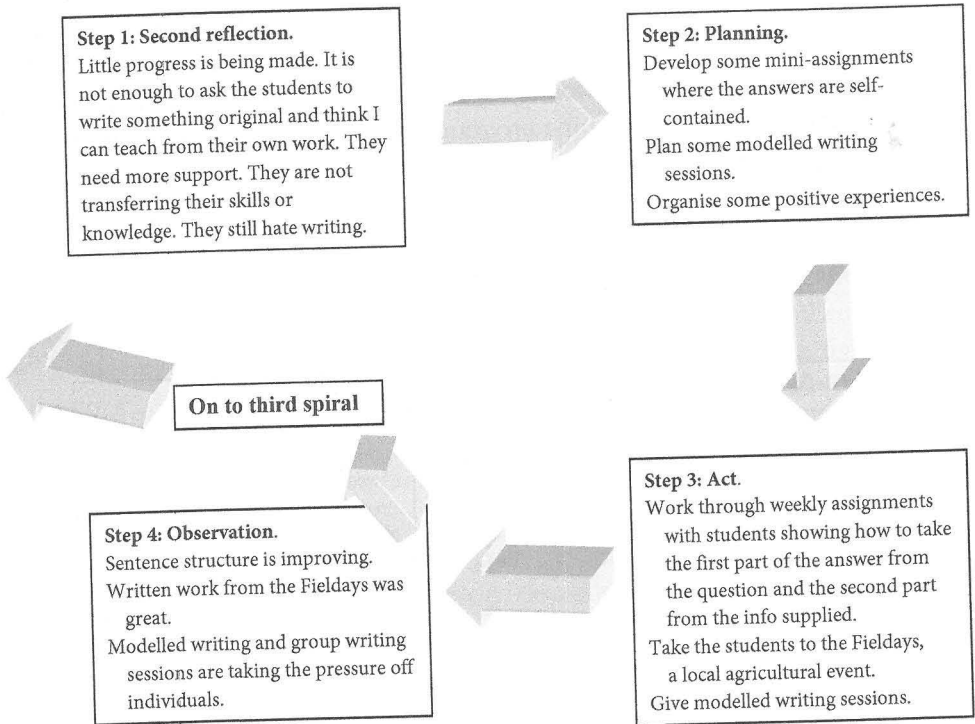 Step 1: Second reflection.
Little progress is being made. It is
not enough to ask the students to
write something original and think I
can teach from their own work. They
need more support. They are not
transferring their skills or
knowledge. They still hate writing.
Step 2: Planning.
Develop some mini-assignments
where the answers are self-
contained.
Plan some modelled writing
sessions.
Organise some positive experiences.
Step 3: Act.
Work through weekly assignments
with students showing how to take
the first part of the answer from
the question and the second part
from the info supplied.
Take the students to the Fieldays,
a local agricultural event.
Give modelled writing sessions.
Step 4: Observation.
Sentence structure is improving.
Written work from the Fieldays was
great.
Modelled writing and group writing
sessions are taking the pressure off
individuals.
On to third spiral